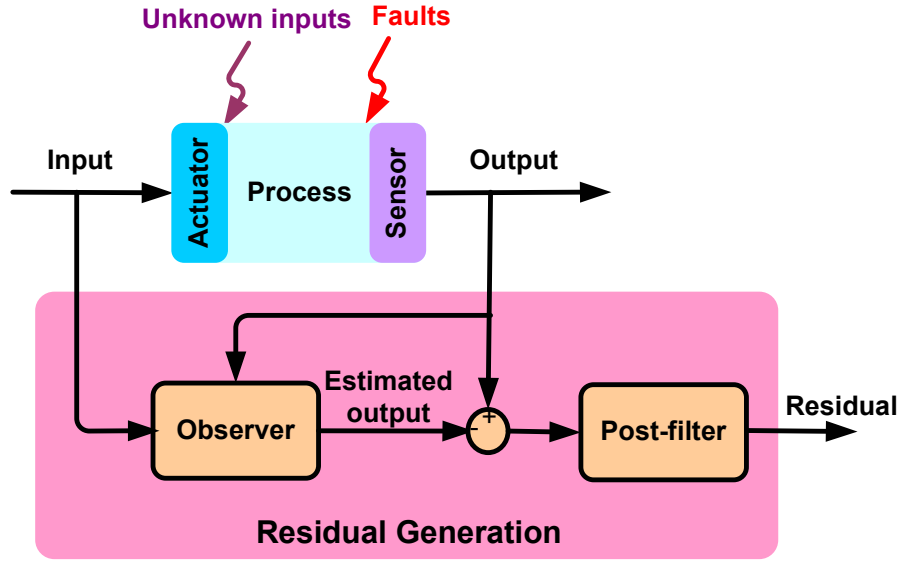 Unknown inputs
Faults
Input
Actuator
Process
Sensor
Output
Estimated
output
Observer
-
+
Post-filter
Residual
Residual Generation